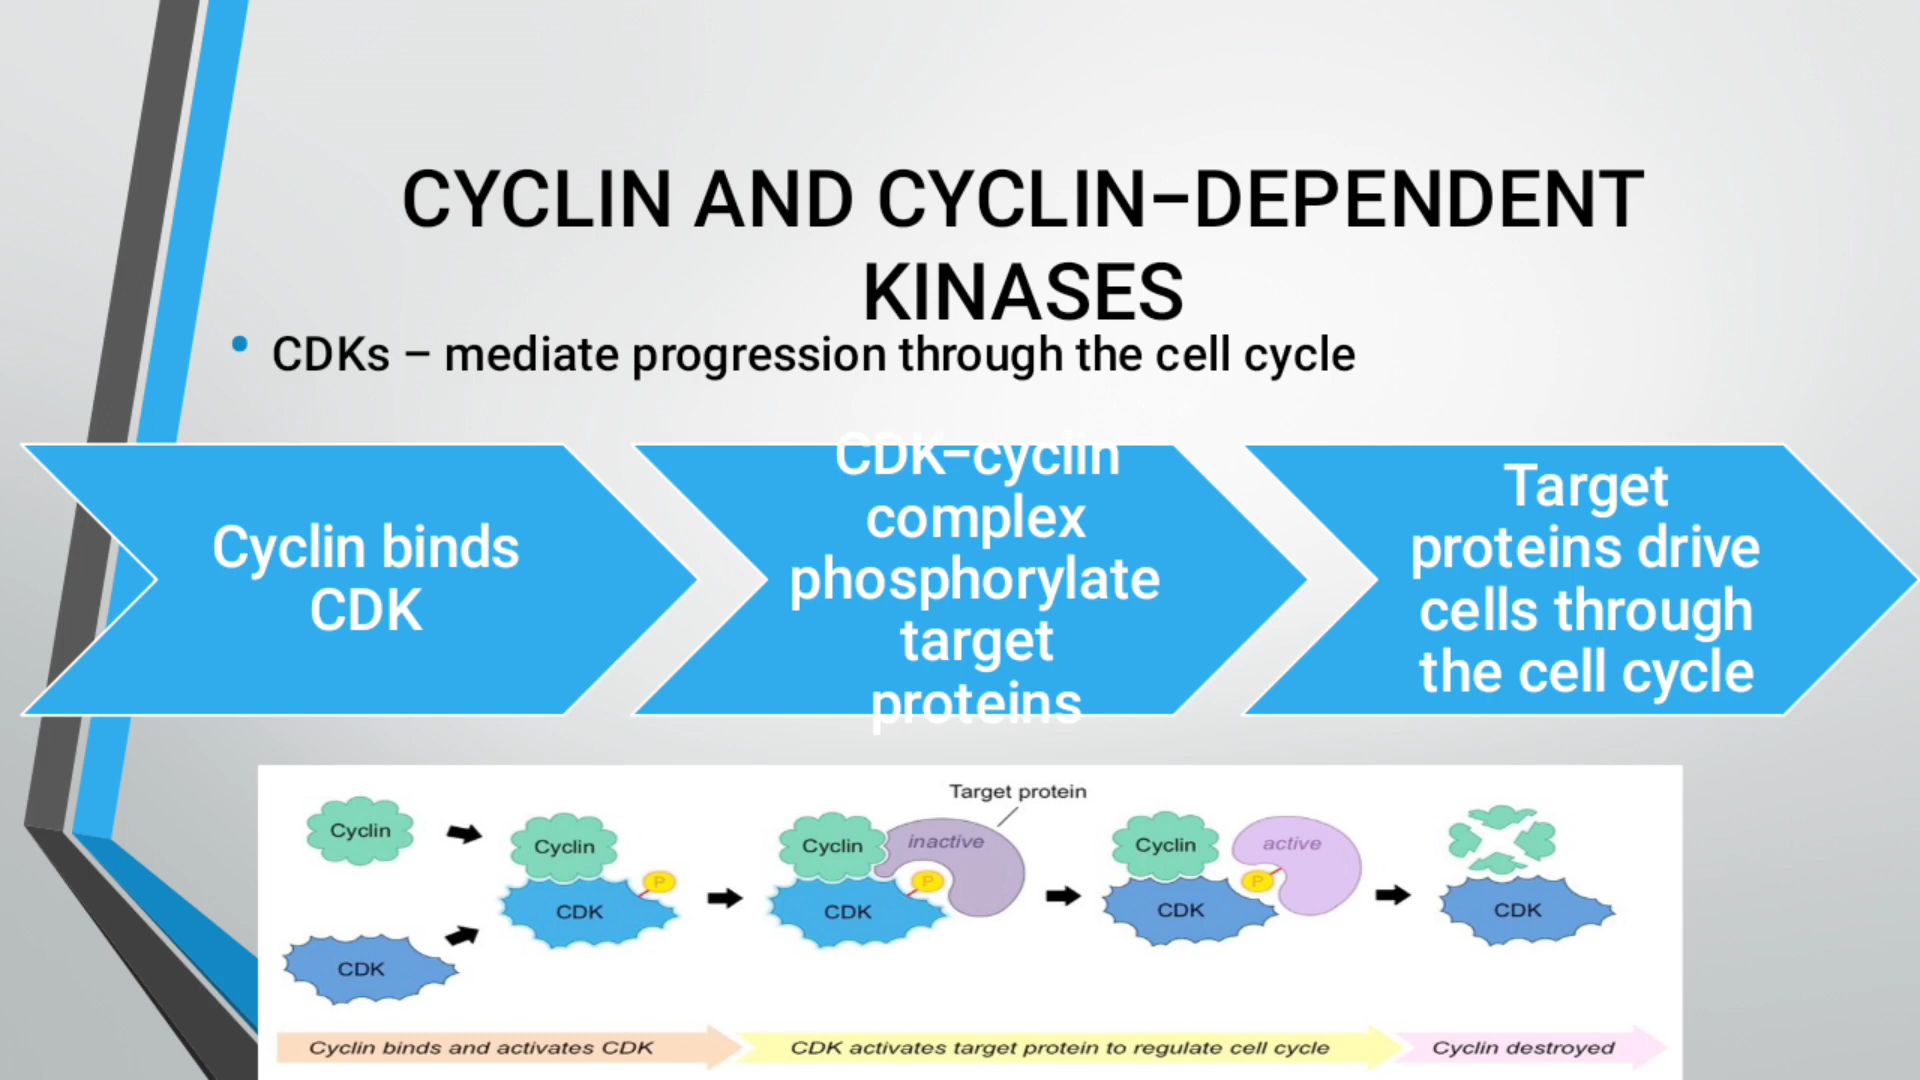 CYCLIN AND CYCLIN–DEPENDENT
KINASES
• CDKs – mediate progression through the cell cycle
Cyclin binds
CDK
CDK–cyclin
complex
phosphorylate
target
proteins
Target
proteins drive
cells through
the cell cycle
Target protein
Cyclin
CDK
Cyclin
P
CDK
Cyclin
inactive
P
CDK
Cyclin
active
P
CDK
CDK
Cyclin binds and activates CDK
CDK activates target protein to regulate cell cycle
Cyclin destroyed